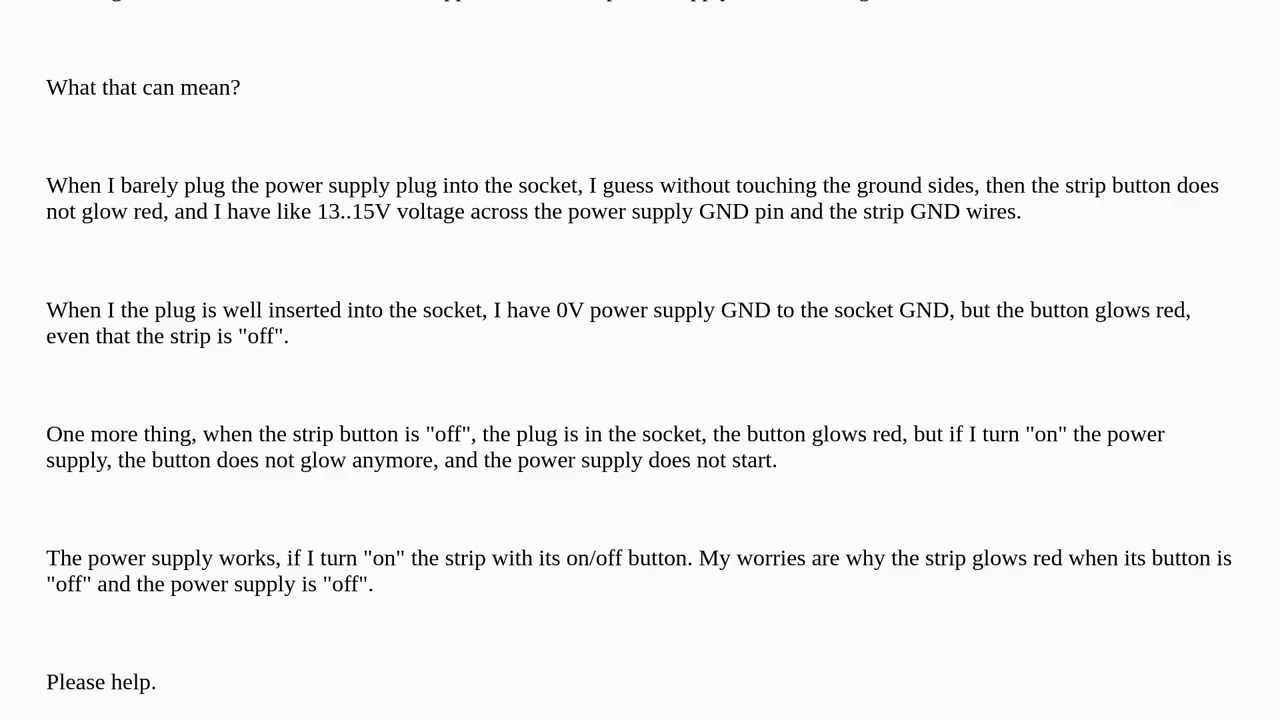 What that can mean?
When I barely plug the power supply plug into the socket, I guess without touching the ground sides, then the strip button does
not glow red, and I have like 13..15V voltage across the power supply GND pin and the strip GND wires.
When I the plug is well inserted into the socket, I have 0V power supply GND to the socket GND, but the button glows red,
even that the strip is "off".
One more thing, when the strip button is "off", the plug is in the socket, the button glows red, but if I turn "on" the power
supply, the button does not glow anymore, and the power supply does not start.
The power supply works, if I turn "on" the strip with its on/off button. My worries are why the strip glows red when its button is
"off" and the power supply is "off".
Please help.